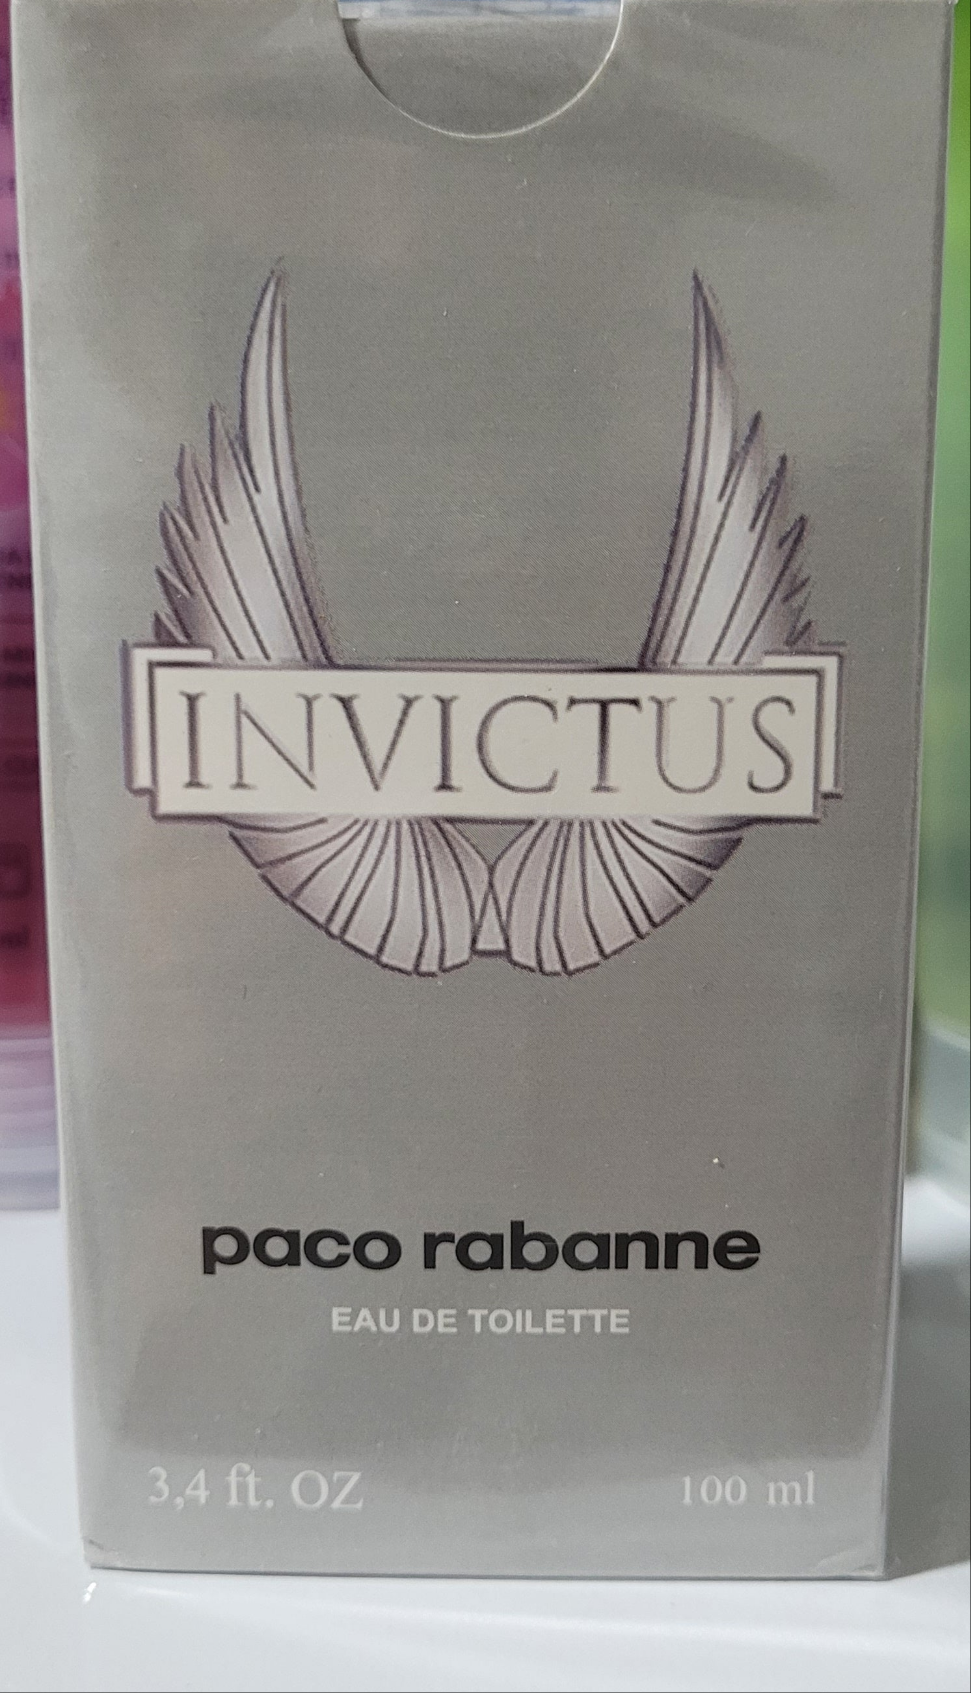 INVICTUS
paco rabanne
EAU DE TOILETTE
3,4 ft. OZ 100 ml